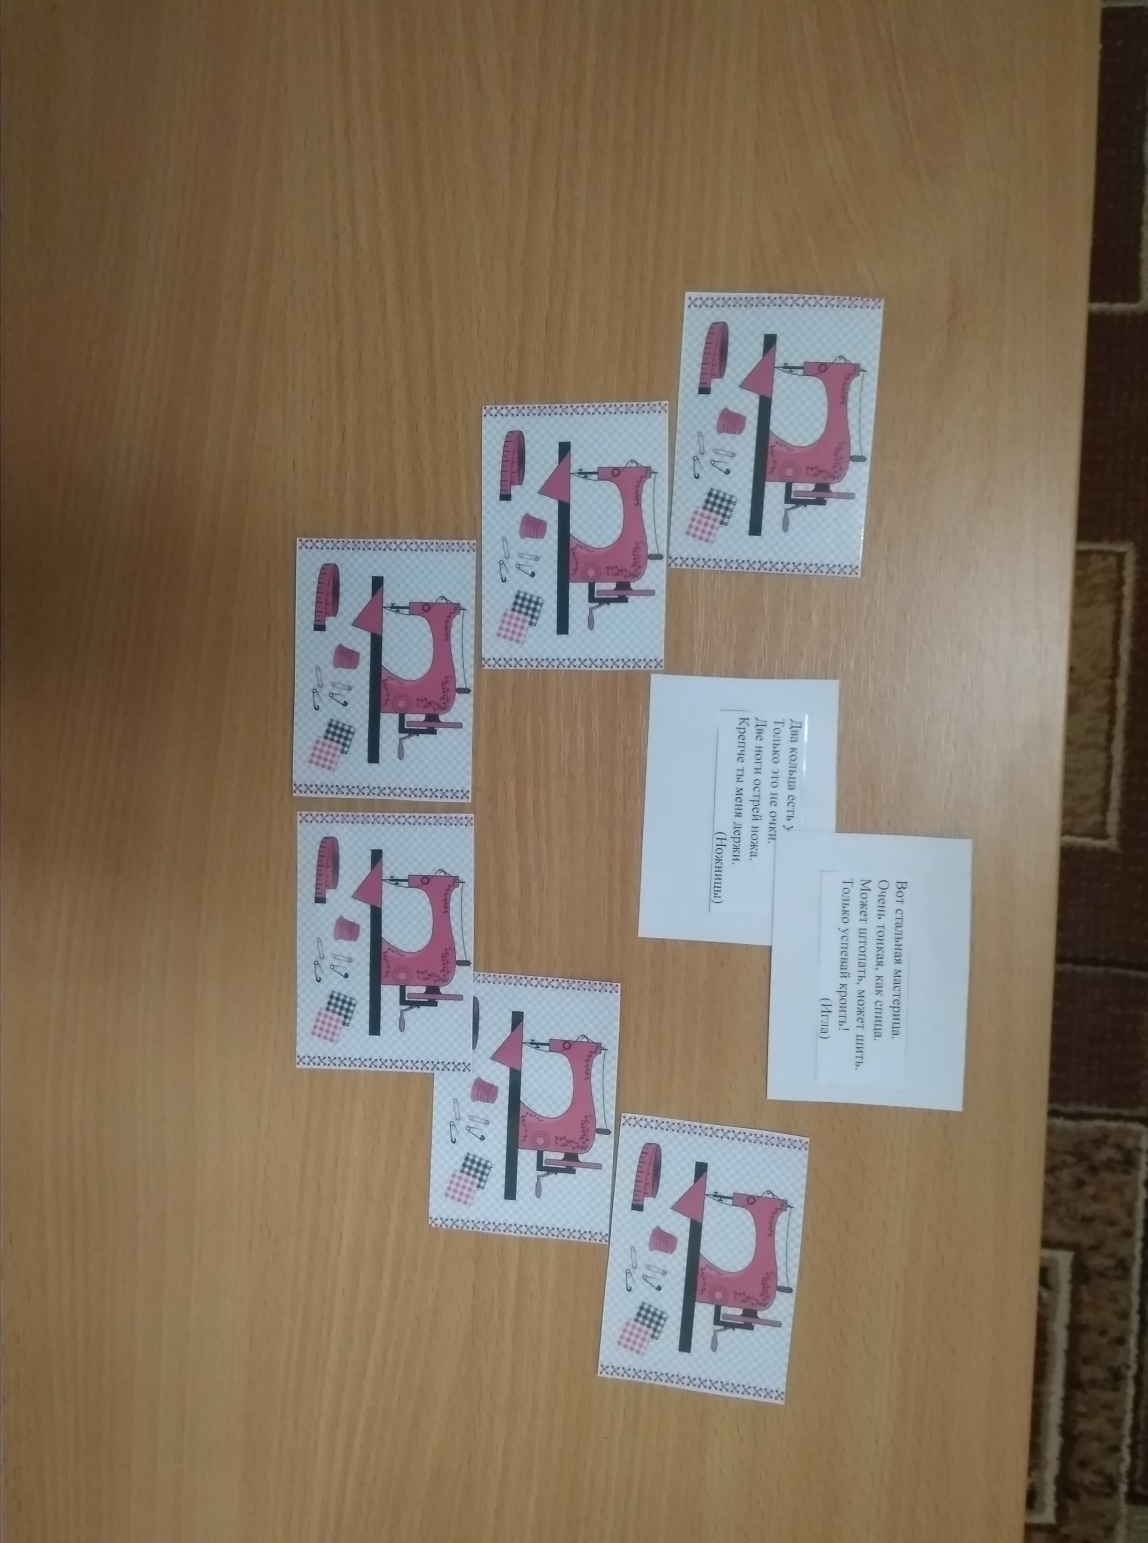 Два кольца есть у
Только это не очки.
Две ноги острей ножа.
Крепче ты меня держи.
(Ножницы)
Вот стальная мастерица.
Очень тонкая, как спица.
Может штопать, может шить.
Только успевай кроить!
(Игла)